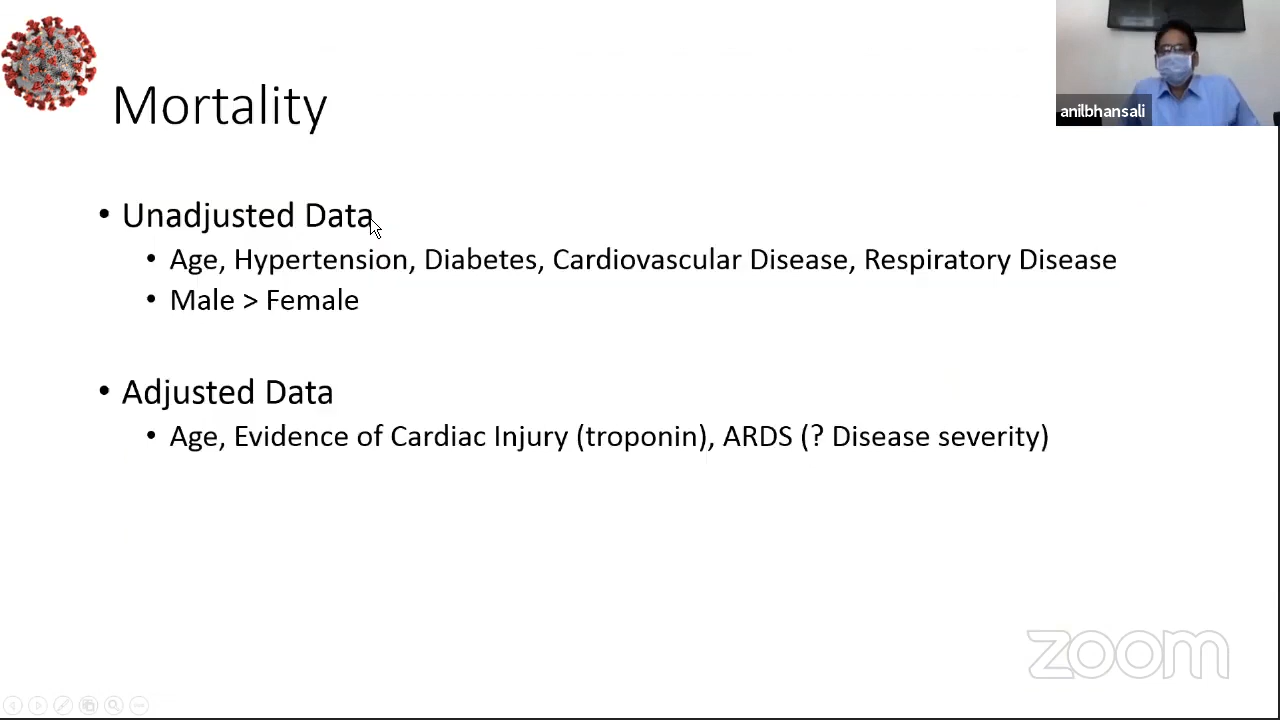 Mortality
anilbhansali
• Unadjusted Data
• Age, Hypertension, Diabetes, Cardiovascular Disease, Respiratory Disease
• Male > Female
• Adjusted Data
• Age, Evidence of Cardiac Injury (troponin), ARDS (? Disease severity)
zoom